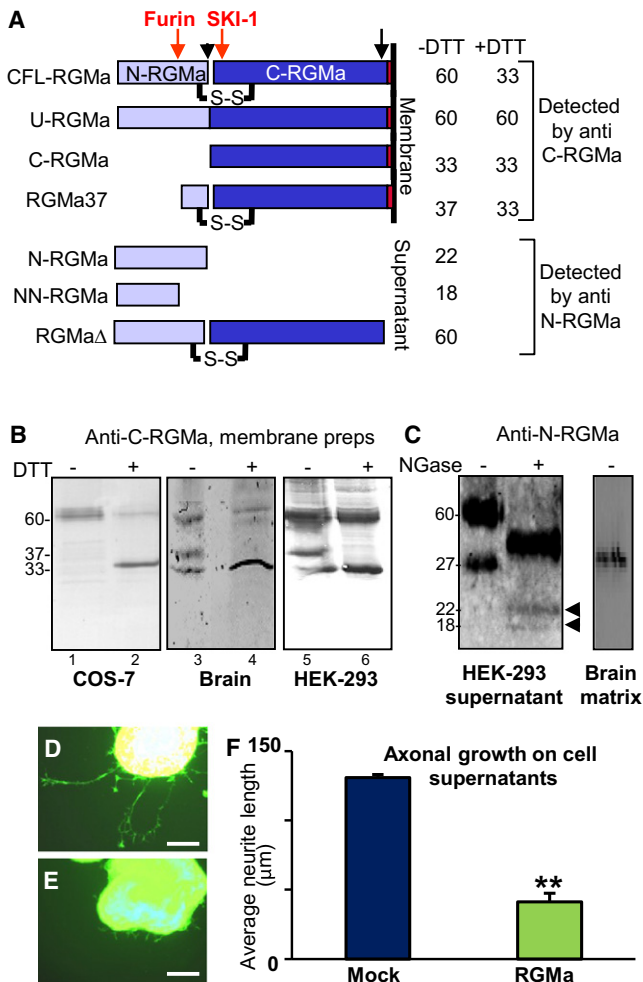 A
Furin SKI-1
-DTT +DTT
CFL-RGMa N-RGMa C-RGMa 60 33
S-S
U-RGMa 60 60
C-RGMa 33 33
RGMa37 37 33
S-S
Membrane
Detected by anti C-RGMa
N-RGMa 22
NN-RGMa 18
RGMaΔ 60
S-S
Supernatant
Detected by anti N-RGMa
B Anti-C-RGMa, membrane preps
DTT - + - + - +
60-
37-
33-
1 2 3 4 5 6
COS-7 Brain HEK-293
C Anti-N-RGMa
NGase - + -
60-
27-
22-
18-
HEK-293 supernatant
Brain matrix
D
E
F
Axonal growth on cell supernatants
Average neurite length (µm)
150
0
**
Mock RGMa